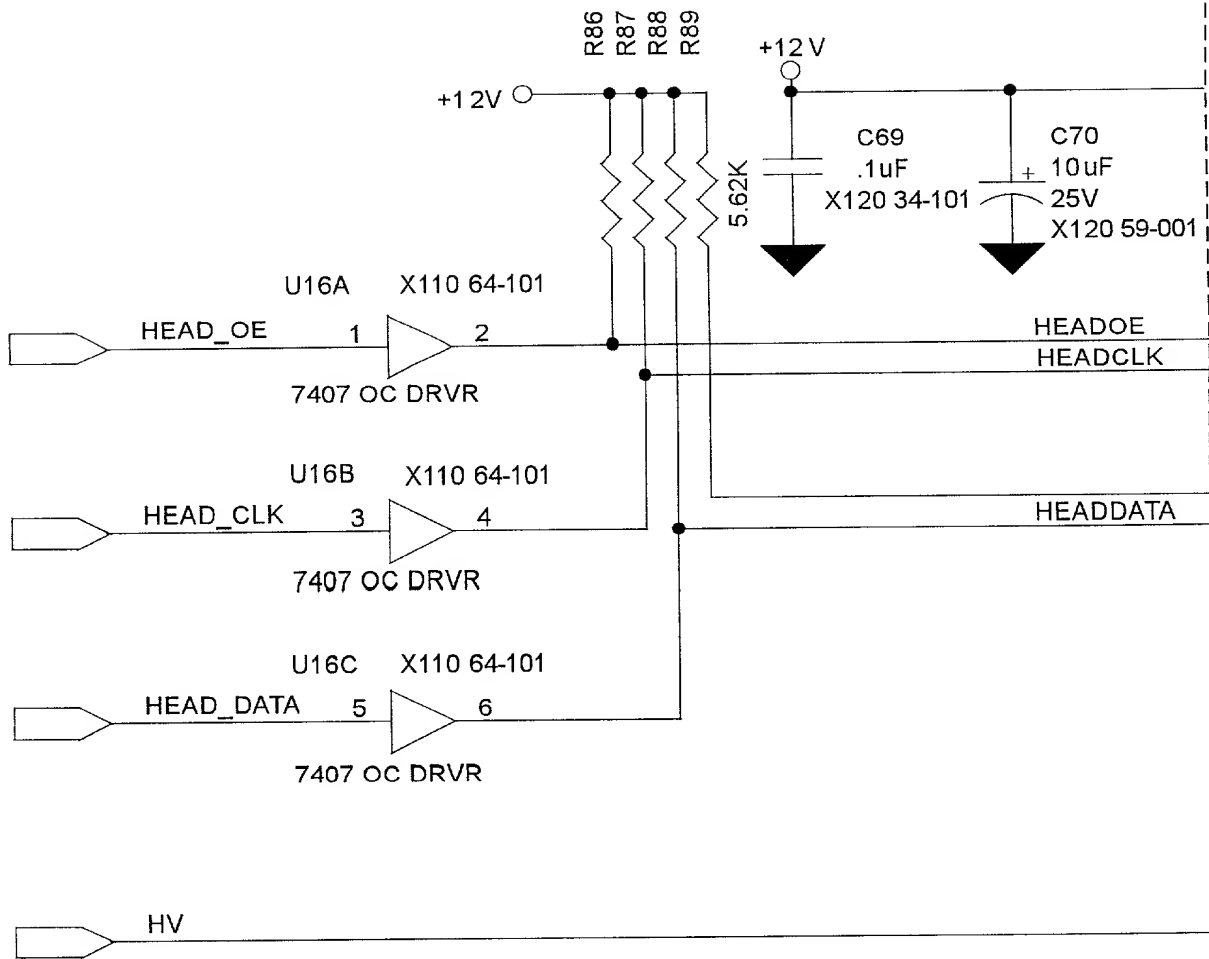 R86
R87
R88
R89
+12V
+12V
5.62K
C69
.1uF
X120 34-101
+
C70
10uF
25V
X120 59-001
U16A X110 64-101
HEAD_OE 1 2
7407 OC DRVR
HEADOE
HEADCLK
U16B X110 64-101
HEAD_CLK 3 4
7407 OC DRVR
HEADDATA
U16C X110 64-101
HEAD_DATA 5 6
7407 OC DRVR
HV